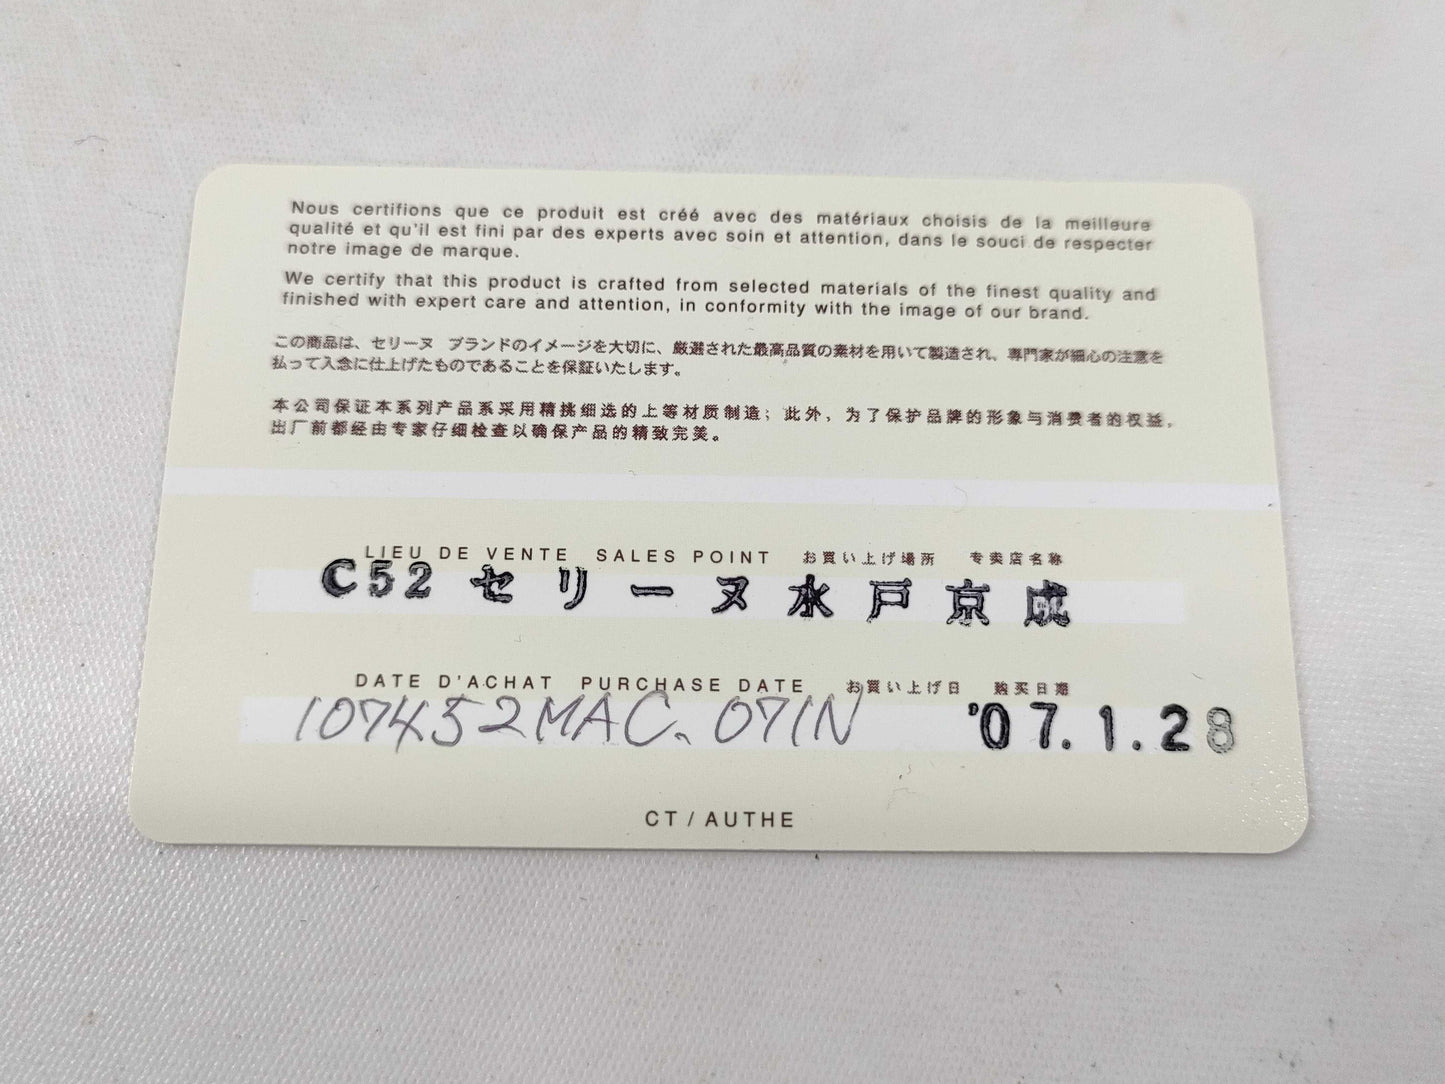 Nous certifions que ce produit est créé avec des matériaux choisis de la meilleure
qualité et qu'il est fini par des experts avec soin et attention, dans le souci de respecter
notre image de marque.
We certify that this product is crafted from selected materials of the finest quality and
finished with expert care and attention, in conformity with the image of our brand.
この商品は、セリーヌ ブランドのイメージを大切に、厳選された最高品質の素材を用いて製造され、専門家が細心の注意を
払って入念に仕上げたものであることを保証いたします。
本公司保证本系列产品系采用精挑细选的上等材质制造；此外，为了保护品牌的形象与消费者的权益，
出厂前都经由专家仔细检查以确保产品的精致完美。
LIEU DE VENTE SALES POINT お買い上げ場所 专卖店名称
C52 セリーヌ水戸京成
DATE D'ACHAT PURCHASE DATE お買い上げ日 购买日期
107452MAC.071N '07.1.28
CT / AUTHE